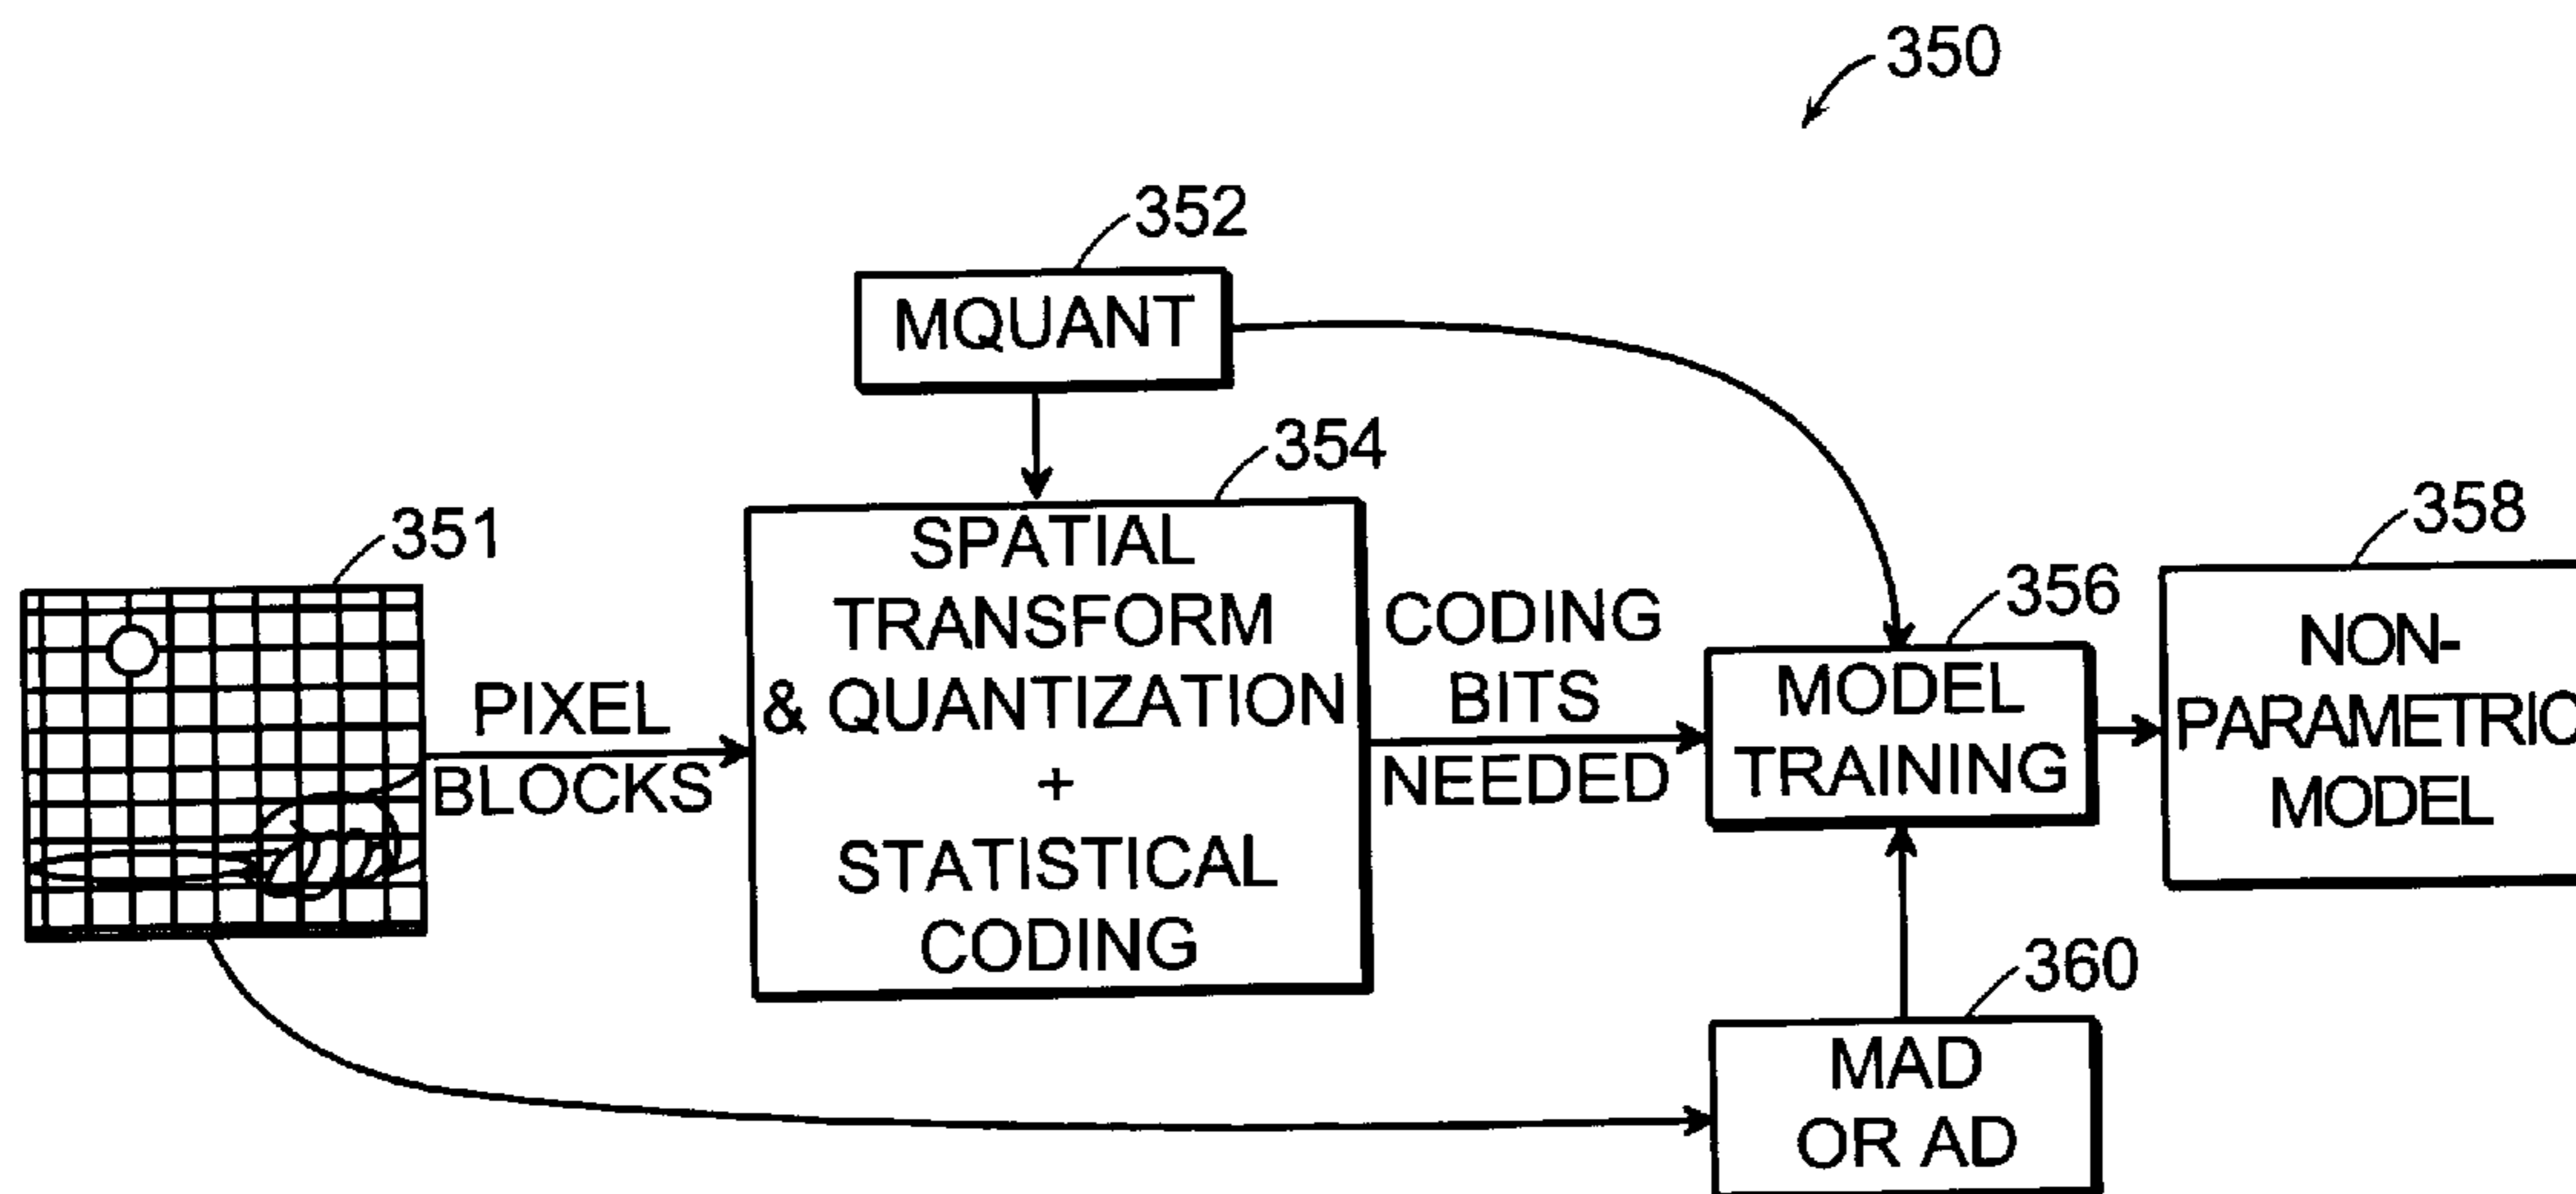 350
352
MQUANT
354
351
SPATIAL
TRANSFORM
& QUANTIZATION
+
STATISTICAL
CODING
PIXEL
BLOCKS
CODING
BITS
NEEDED
356
MODEL
TRAINING
358
NON-
PARAMETRIC
MODEL
360
MAD
OR AD